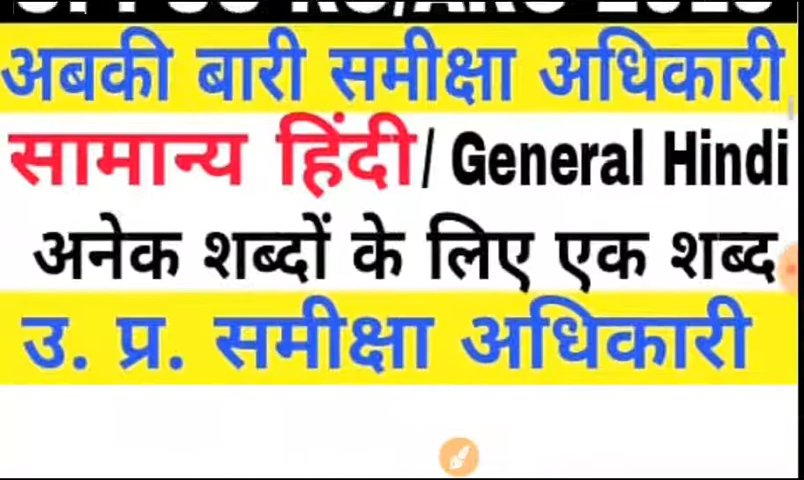 अबकी बारी समीक्षा अधिकारी
सामान्य हिंदी/ General Hindi
अनेक शब्दों के लिए एक शब्द
उ. प्र. समीक्षा अधिकारी